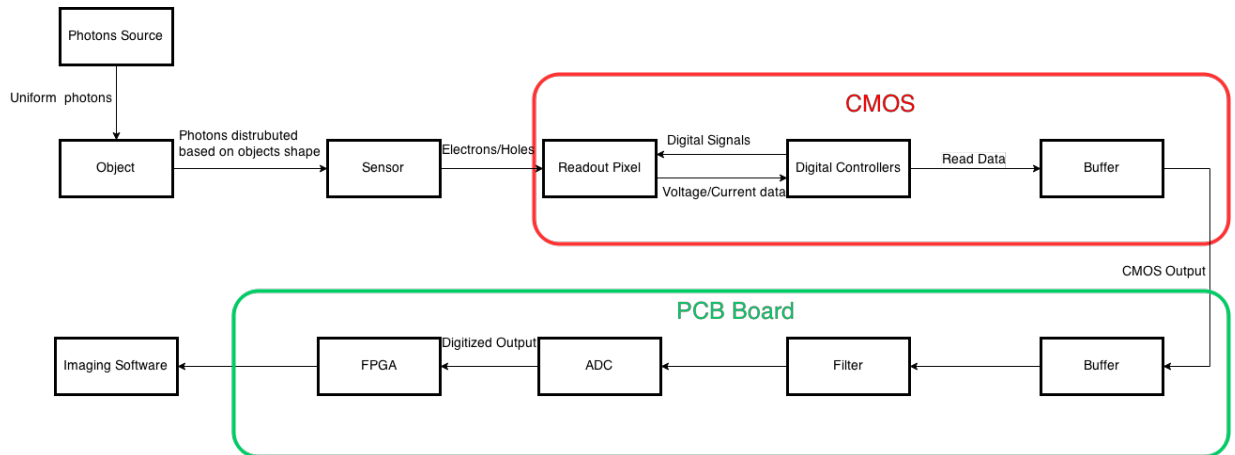 Photons Source
Uniform photons
CMOS
Photons distrubuted
based on objects shape
Electrons/Holes
Digital Signals
Read Data
Object
Sensor
Readout Pixel
Digital Controllers
Buffer
Voltage/Current data
CMOS Output
PCB Board
Digitized Output
Imaging Software
FPGA
ADC
Filter
Buffer